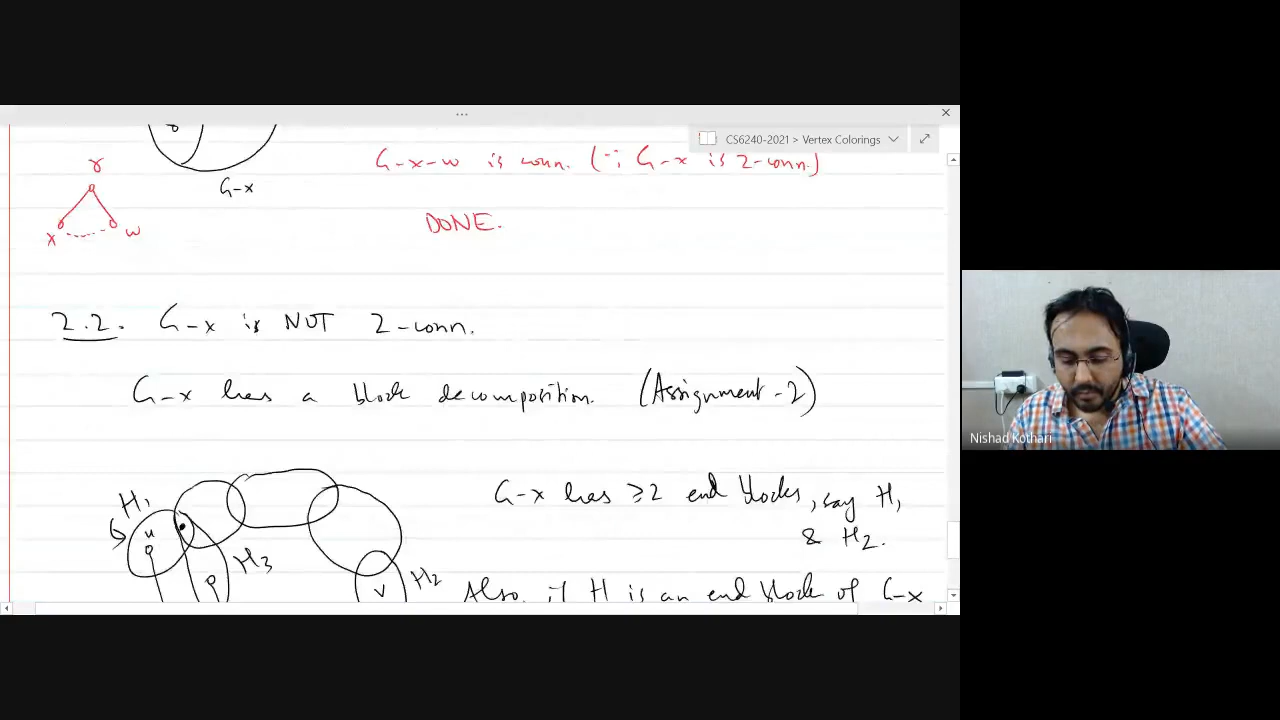 CS6240-2021 > Vertex Colorings
G-x-w is conn. (∵ G-x is 2-conn.)
G-x
x
w
DONE.
2.2. G-x is NOT 2-conn.
G-x has a block decomposition. (Assignment-2)
H1
u
H3
v
H2
G-x has ≥2 end blocks, say H1
& H2.
Also, if H is an end block of G-x
Nishad Kothari